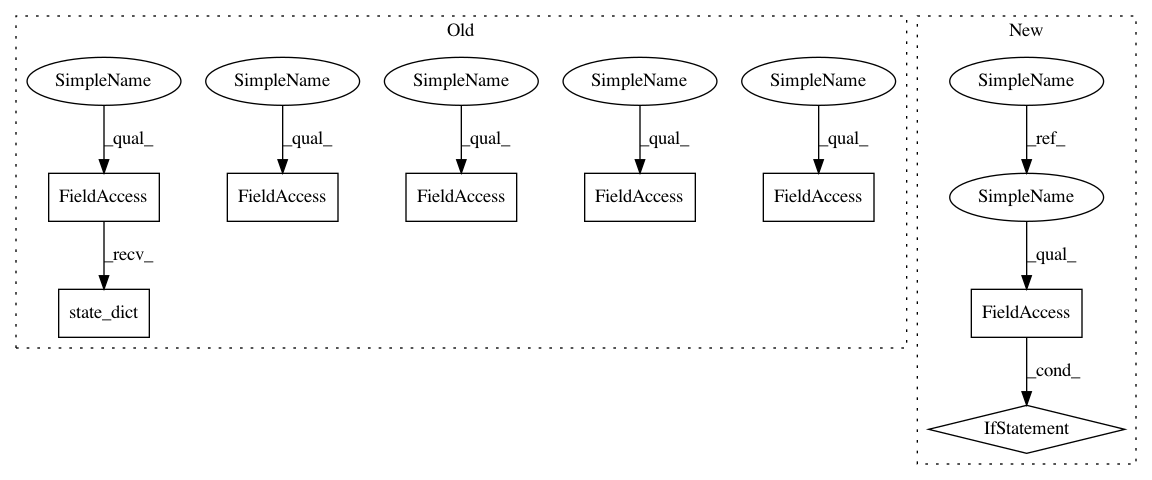 Old
New
SimpleName
SimpleName
SimpleName
SimpleName
SimpleName
SimpleName
_qual_
_qual_
_qual_
_qual_
_qual_
_ref_
FieldAccess
FieldAccess
FieldAccess
FieldAccess
FieldAccess
SimpleName
_recv_
_qual_
state_dict
FieldAccess
_cond_
IfStatement